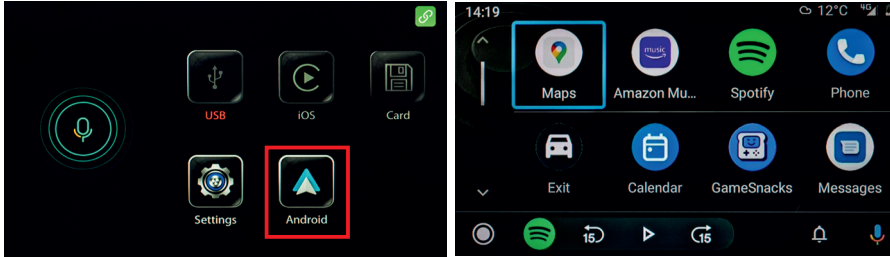 USB
iOS
Card
Settings
Android
14:19
12°C
4G
Maps
music
Amazon Mu...
Spotify
Phone
Exit
Calendar
GameSnacks
Messages
15
15